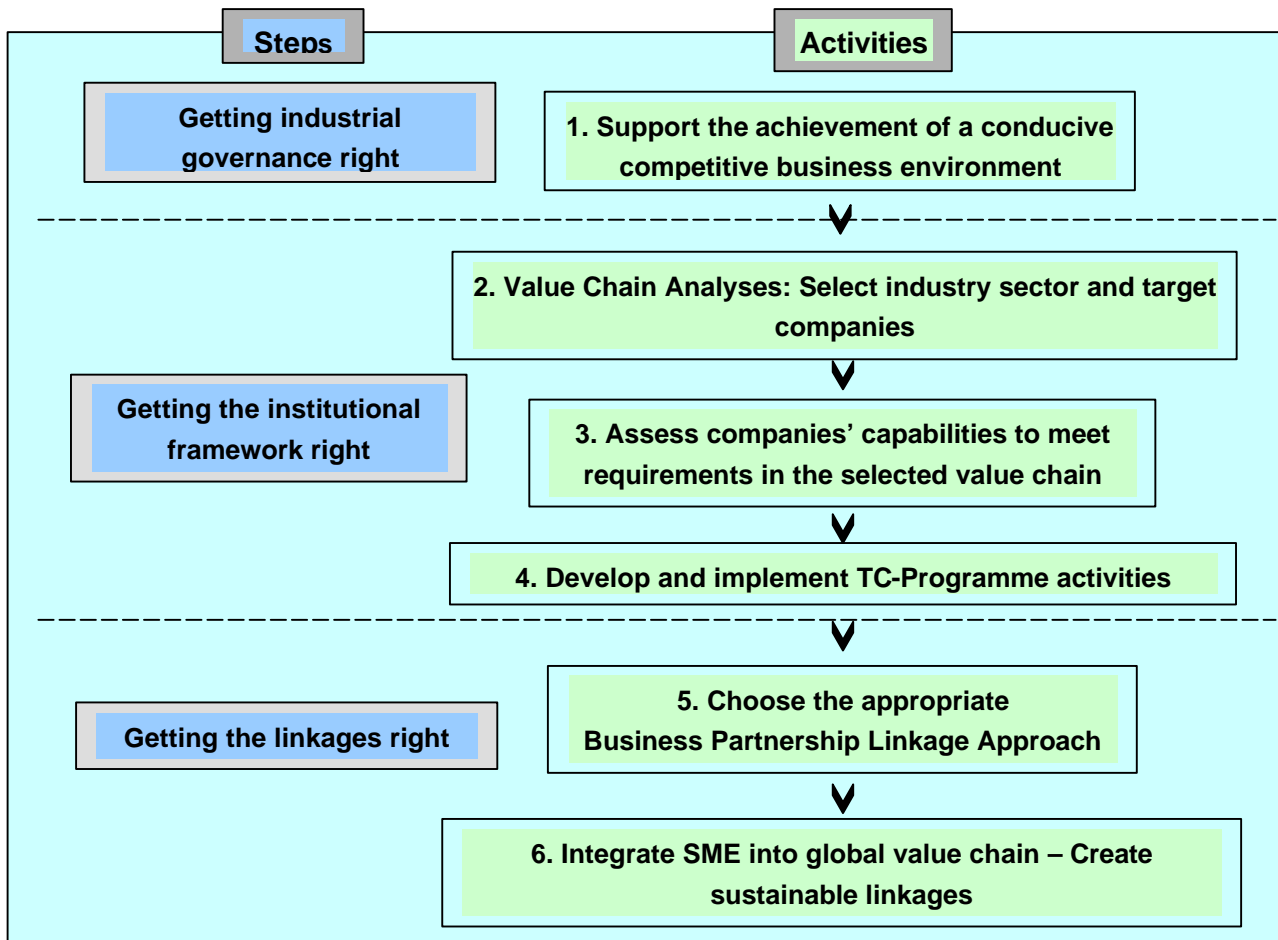 Steps
Activities
Getting industrial
governance right
1. Support the achievement of a conducive
competitive business environment
2. Value Chain Analyses: Select industry sector and target
companies
Getting the institutional
framework right
3. Assess companies’ capabilities to meet
requirements in the selected value chain
4. Develop and implement TC-Programme activities
Getting the linkages right
5. Choose the appropriate
Business Partnership Linkage Approach
6. Integrate SME into global value chain – Create
sustainable linkages